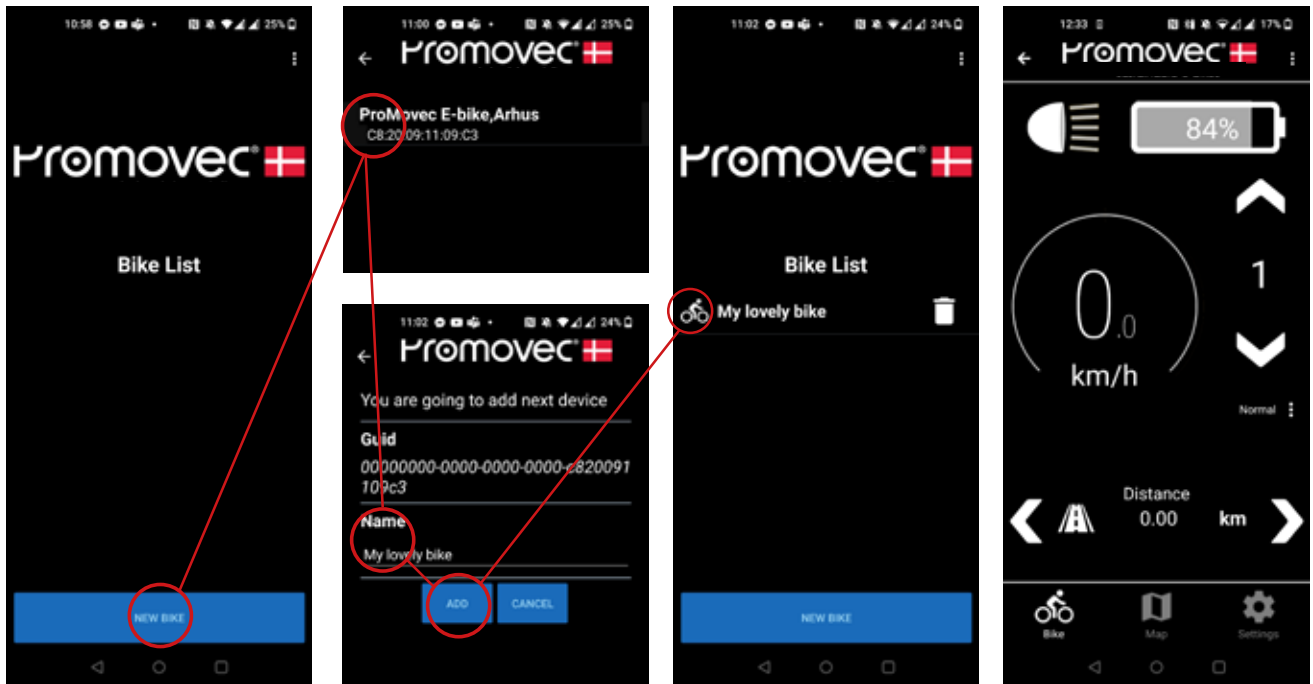 10:58
25%
Promovec
Bike List
NEW BIKE
11:00
25%
Promovec
ProMovec E-bike,Arhus
C8:20:09:11:09:C3
11:02
24%
Promovec
You are going to add next device
Guid
00000000-0000-0000-0000-c820091
109c3
Name
My lovely bike
ADD
CANCEL
11:02
24%
Promovec
Bike List
My lovely bike
NEW BIKE
12:33
17%
Promovec
84%
0.0
km/h
1
Normal
Distance
0.00
km
Bike
Map
Settings